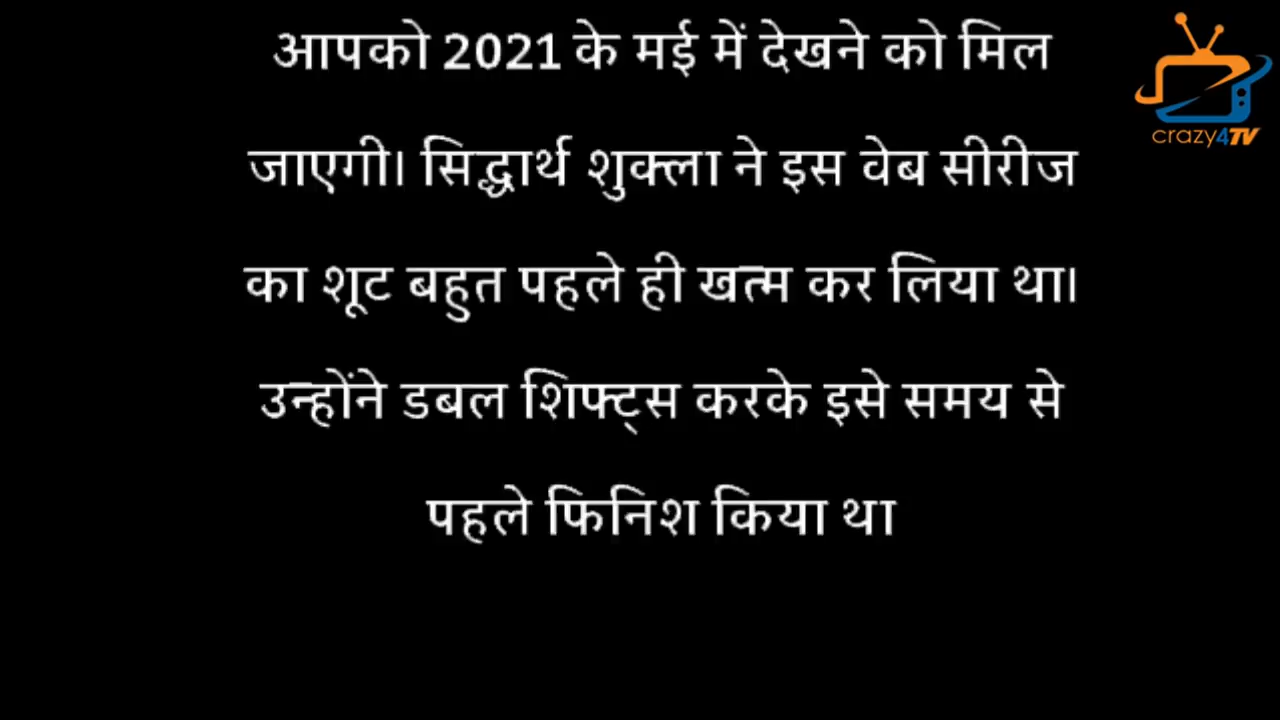 आपको 2021 के मई में देखने को मिल
जाएगी। सिद्धार्थ शुक्ला ने इस वेब सीरीज
का शूट बहुत पहले ही खत्म कर लिया था।
उन्होंने डबल शिफ्ट्स करके इसे समय से
पहले फिनिश किया था
crazy4TV